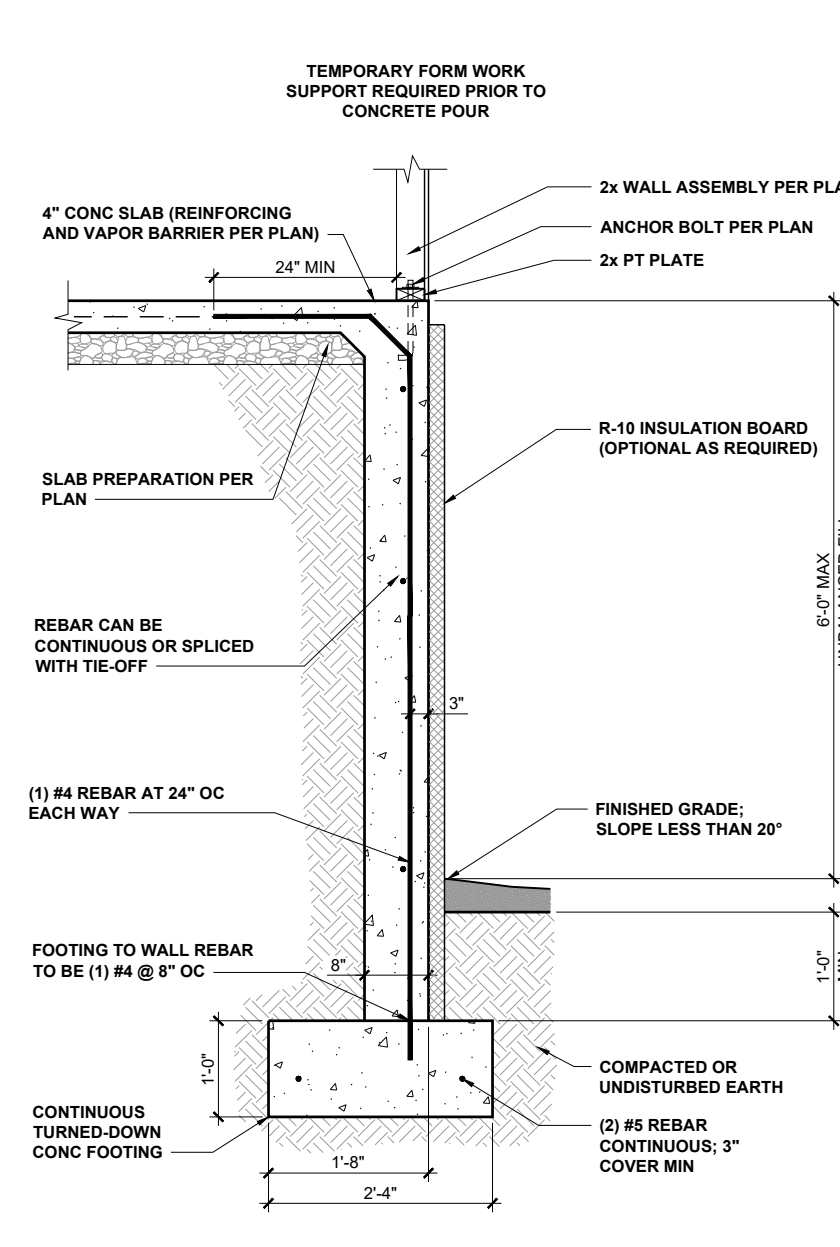 TEMPORARY FORM WORK
SUPPORT REQUIRED PRIOR TO
CONCRETE POUR
2x WALL ASSEMBLY PER
4" CONC SLAB (REINFORCING
AND VAPOR BARRIER PER PLAN)
ANCHOR BOLT PER PLAN
2x PT PLATE
24" MIN
R-10 INSULATION BOARD
(OPTIONAL AS REQUIRED)
SLAB PREPARATION PER
PLAN
6'-0" MAX
REBAR CAN BE
CONTINUOUS OR SPLICED
WITH TIE-OFF
3"
(1) #4 REBAR AT 24" OC
EACH WAY
FINISHED GRADE;
SLOPE LESS THAN 20°
FOOTING TO WALL REBAR
TO BE (1) #4 @ 8" OC
8"
1'-0"
1'-0"
COMPACTED OR
UNDISTURBED EARTH
CONTINUOUS
TURNED-DOWN
CONC FOOTING
(2) #5 REBAR
CONTINUOUS; 3"
COVER MIN
1'-8"
2'-4"